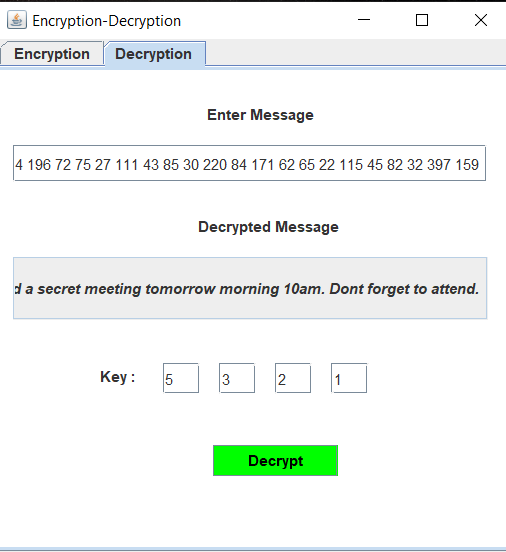 Encryption-Decryption
Encryption Decryption
Enter Message
4 196 72 75 27 111 43 85 30 220 84 171 62 65 22 115 45 82 32 397 159
Decrypted Message
d a secret meeting tomorrow morning 10am. Dont forget to attend.
Key : 5 3 2 1
Decrypt